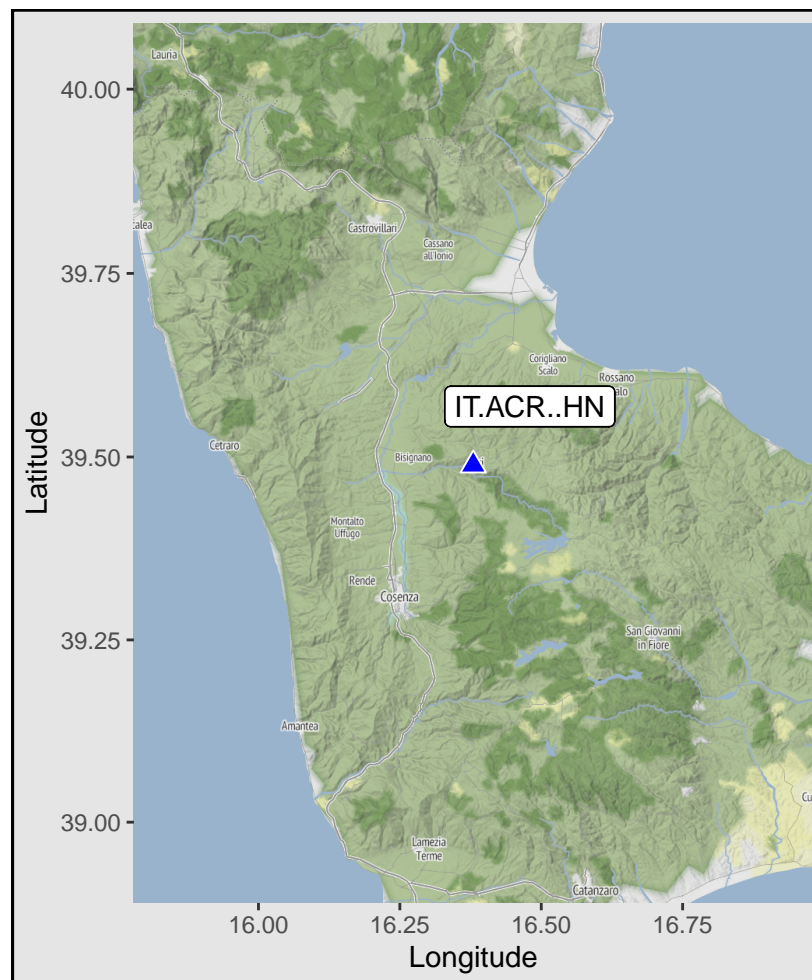 Lauria
40.00
Castrovillari
Cassano
all'Ionio
39.75
Corigliano
Scalo
Rossano
IT.ACR..HN
Cetraro
Bisignano
39.50
Latitude
Montalto
Uffugo
Rende
Cosenza
39.25
San Giovanni
in Fiore
Amantea
39.00
Lamezia
Terme
Catanzaro
16.00
16.25
16.50
16.75
Longitude